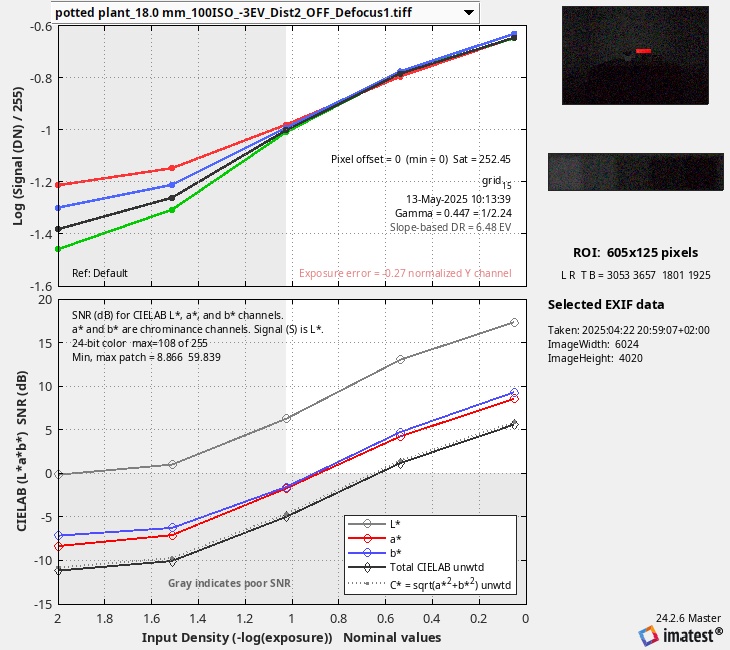 potted plant_18.0 mm_100ISO_-3EV_Dist2_OFF_Defocus1.tiff
-0.6
-0.8
-1
-1.2
-1.4
-1.6
Log (Signal (DN) / 255)
Pixel offset = 0 (min = 0) Sat = 252.45
grid15
13-May-2025 10:13:39
Gamma = 0.447 = 1/2.24
Slope-based DR = 6.48 EV
Ref: Default
Exposure error = -0.27 normalized Y channel
20
15
10
5
0
-5
-10
-15
CIELAB (L*a*b*) SNR (dB)
SNR (dB) for CIELAB L*, a*, and b* channels.
a* and b* are chrominance channels. Signal (S) is L*.
24-bit color max=108 of 255
Min, max patch = 8.866 59.839
L*
a*
b*
Total CIELAB unwtd
C* = sqrt(a*2+b*2) unwtd
Gray indicates poor SNR
2 1.8 1.6 1.4 1.2 1 0.8 0.6 0.4 0.2 0
Input Density (-log(exposure)) Nominal values
ROI: 605x125 pixels
L R T B = 3053 3657 1801 1925
Selected EXIF data
Taken: 2025:04:22 20:59:07+02:00
ImageWidth: 6024
ImageHeight: 4020
24.2.6 Master
imatest®